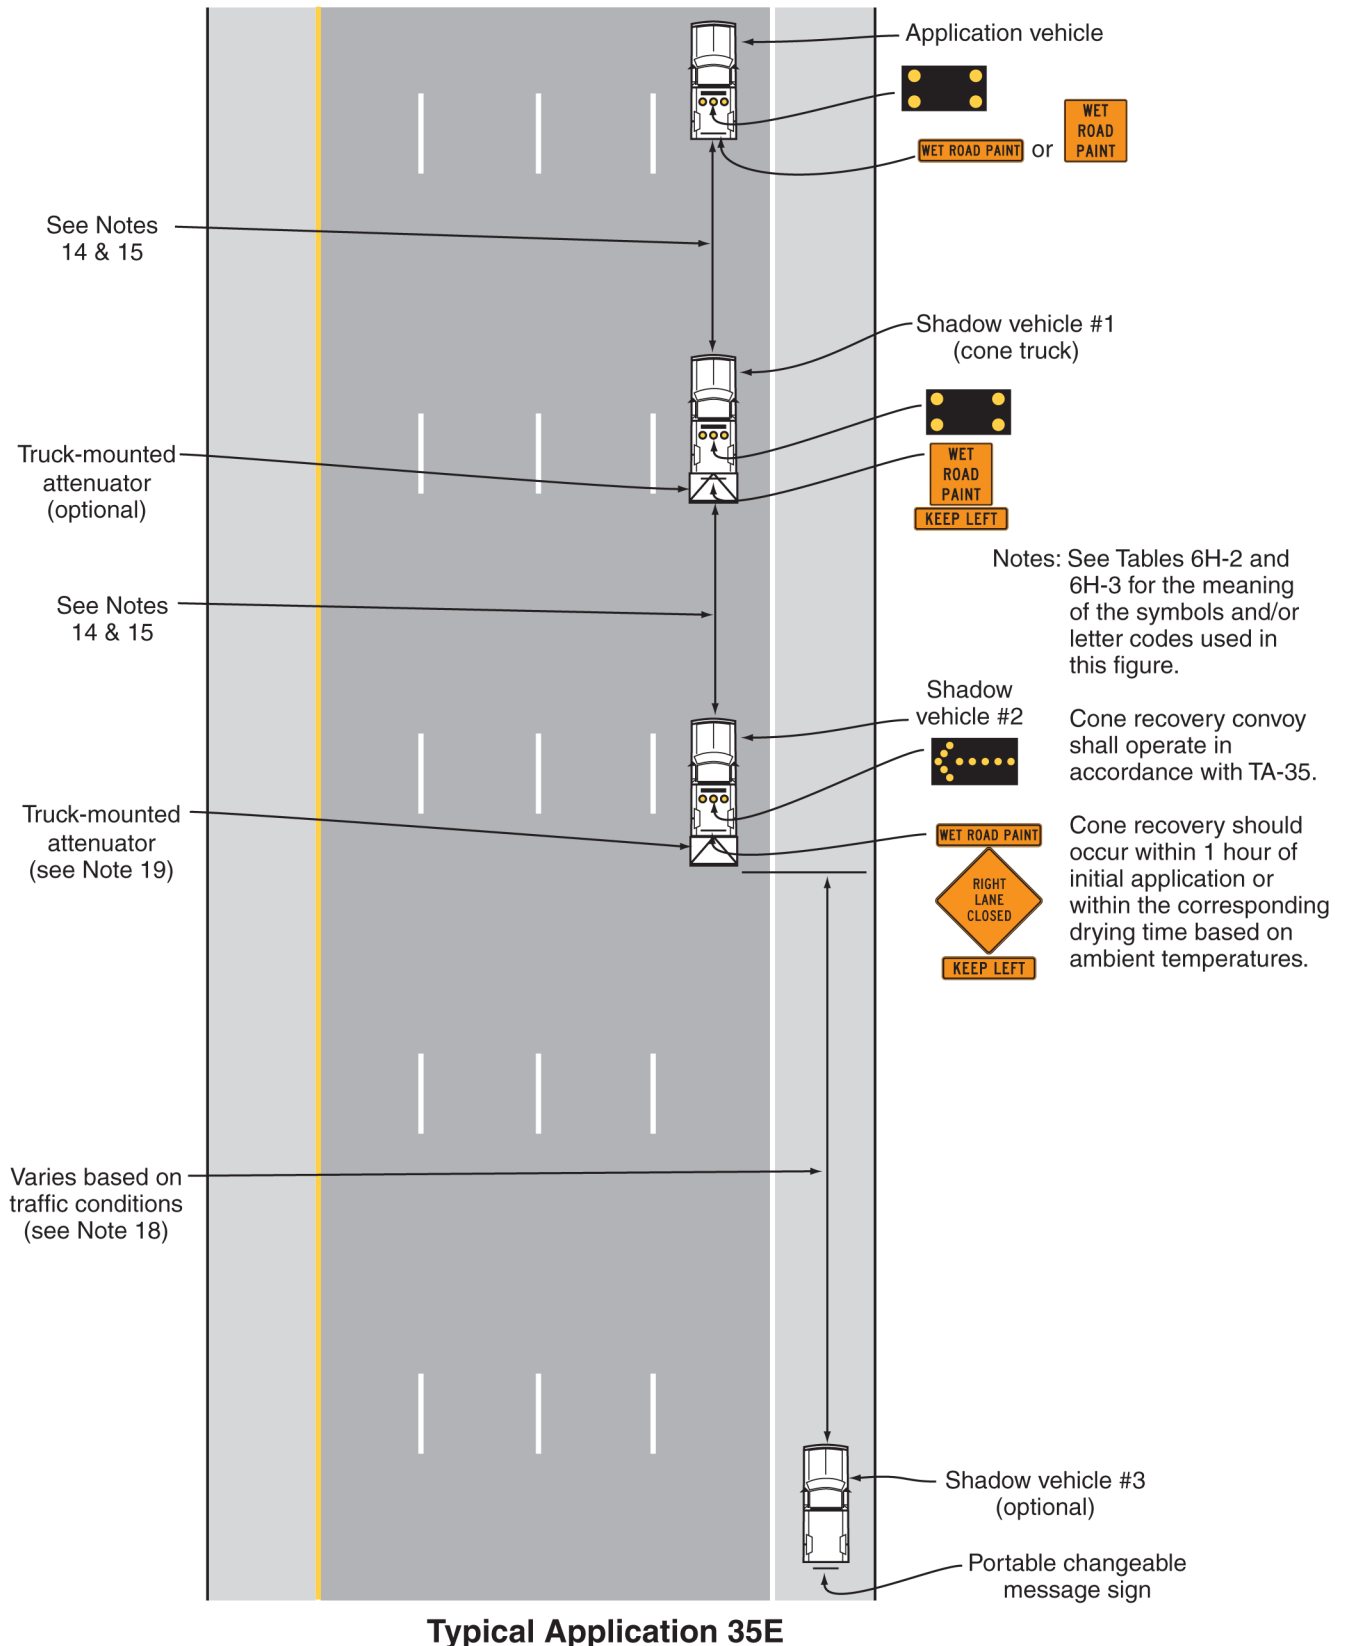 Application vehicle
WET ROAD PAINT
or
WET
ROAD
PAINT
See Notes
14 & 15
Shadow vehicle #1
(cone truck)
Truck-mounted
attenuator
(optional)
WET
ROAD
PAINT
KEEP LEFT
Notes: See Tables 6H-2 and
6H-3 for the meaning
of the symbols and/or
letter codes used in
this figure.
See Notes
14 & 15
Shadow
vehicle #2
Cone recovery convoy
shall operate in
accordance with TA-35.
Truck-mounted
attenuator
(see Note 19)
WET ROAD PAINT
RIGHT
LANE
CLOSED
KEEP LEFT
Cone recovery should
occur within 1 hour of
initial application or
within the corresponding
drying time based on
ambient temperatures.
Varies based on
traffic conditions
(see Note 18)
Shadow vehicle #3
(optional)
Portable changeable
message sign
Typical Application 35E